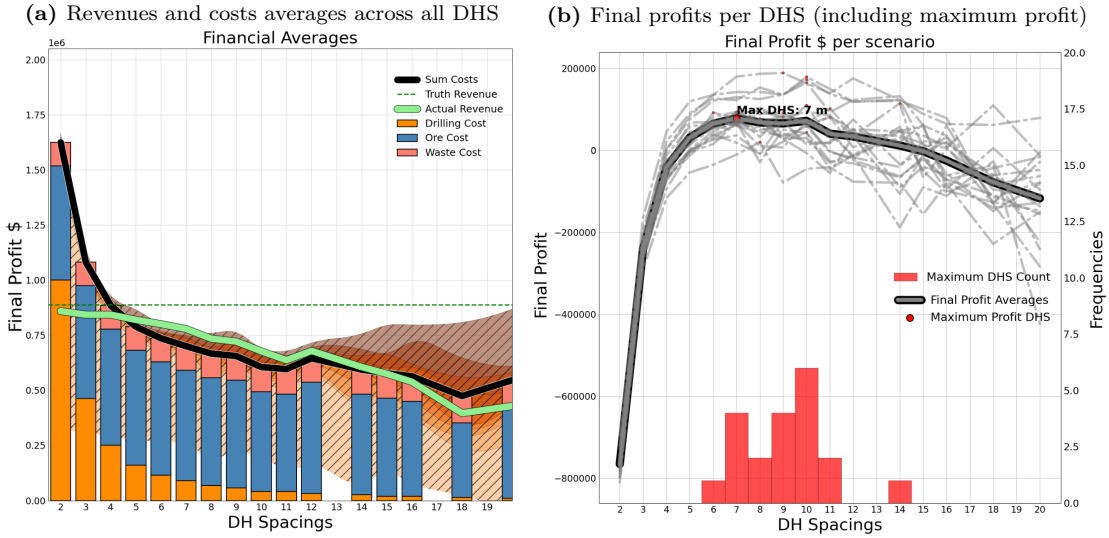 (a) Revenues and costs averages across all DHS
Financial Averages
1e6
2.00
1.75
1.50
1.25
1.00
0.75
0.50
0.25
0.00
Final Profit $
Sum Costs
Truth Revenue
Actual Revenue
Drilling Cost
Ore Cost
Waste Cost
2 3 4 5 6 7 8 9 10 11 12 13 14 15 16 17 18 19
DH Spacings
(b) Final profits per DHS (including maximum profit)
Final Profit $ per scenario
200000
0
−200000
−400000
−600000
−800000
Final Profit
Max DHS: 7 m
Maximum DHS Count
Final Profit Averages
Maximum Profit DHS
20.0
17.5
15.0
12.5
10.0
7.5
5.0
2.5
0.0
Frequencies
2 3 4 5 6 7 8 9 10 11 12 13 14 15 16 17 18 19 20
DH Spacings